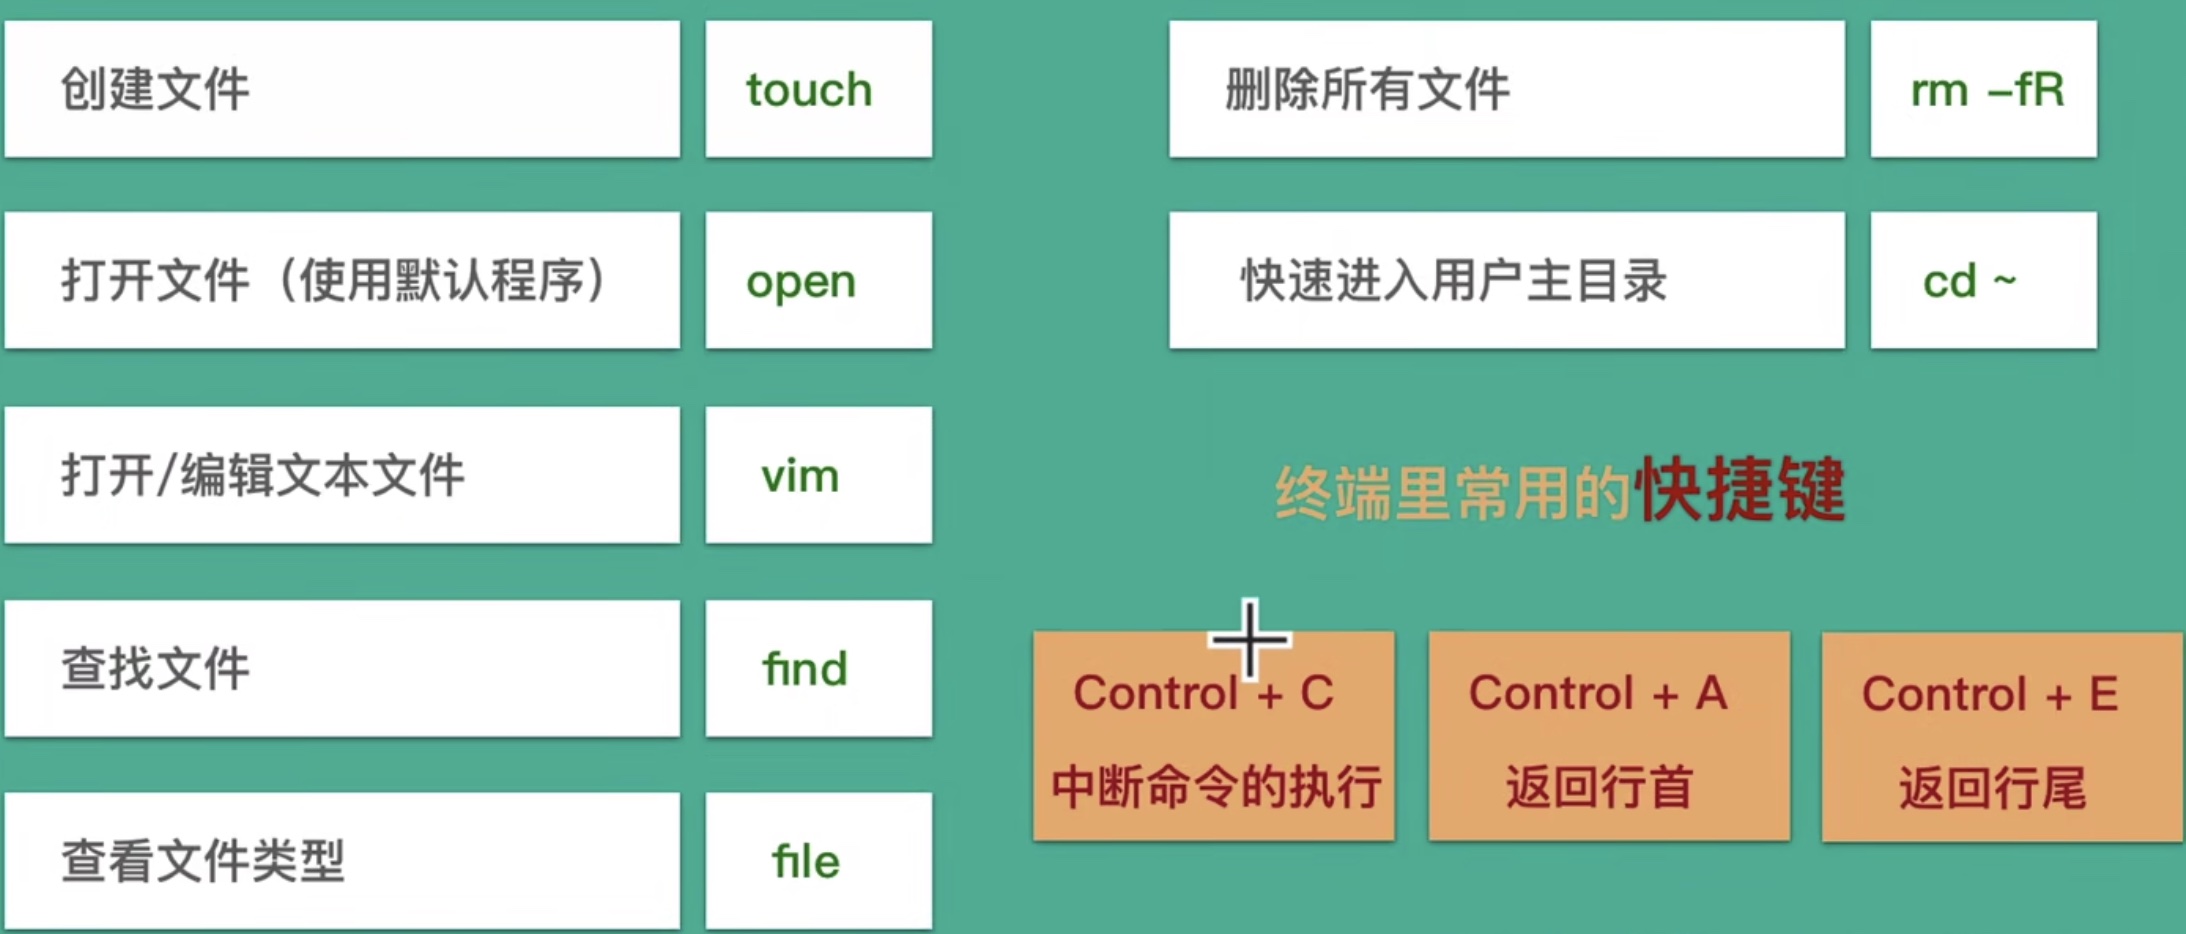 创建文件
touch
打开文件（使用默认程序）
open
打开/编辑文本文件
vim
查找文件
find
查看文件类型
file
删除所有文件
rm –fR
快速进入用户主目录
cd ~
终端里常用的快捷键
Control + C
中断命令的执行
Control + A
返回行首
Control + E
返回行尾